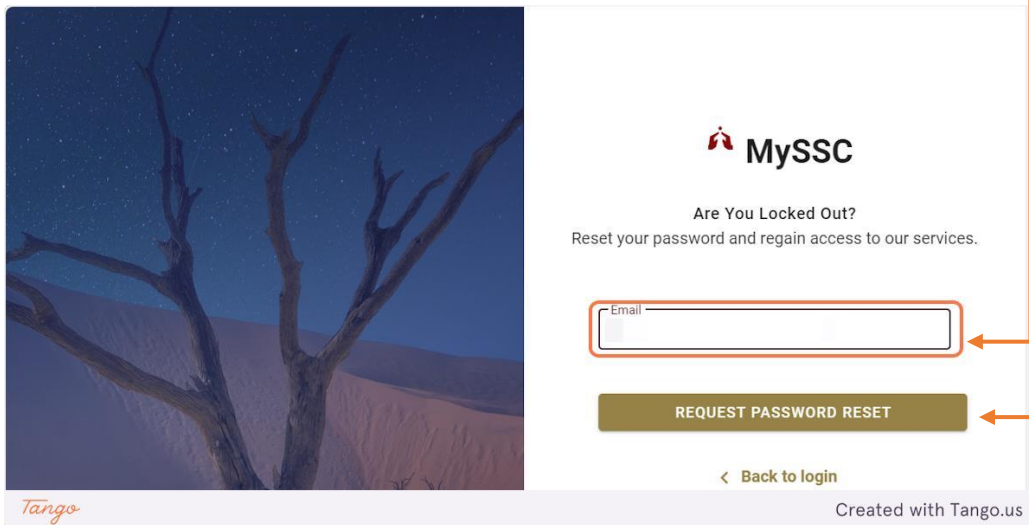 MySSC
Are You Locked Out?
Reset your password and regain access to our services.
Email
REQUEST PASSWORD RESET
Back to login
Tango
Created with Tango.us